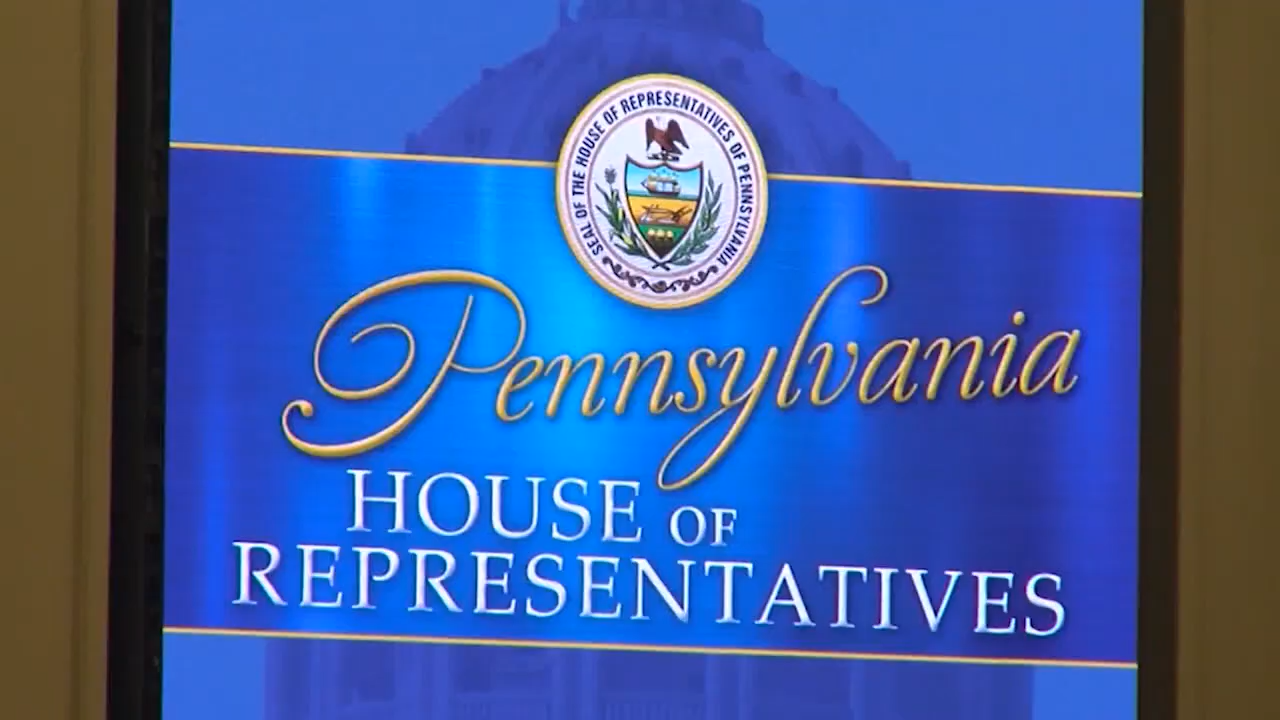 SEAL OF THE HOUSE OF REPRESENTATIVES OF PENNSYLVANIA
Pennsylvania
HOUSE OF
REPRESENTATIVES